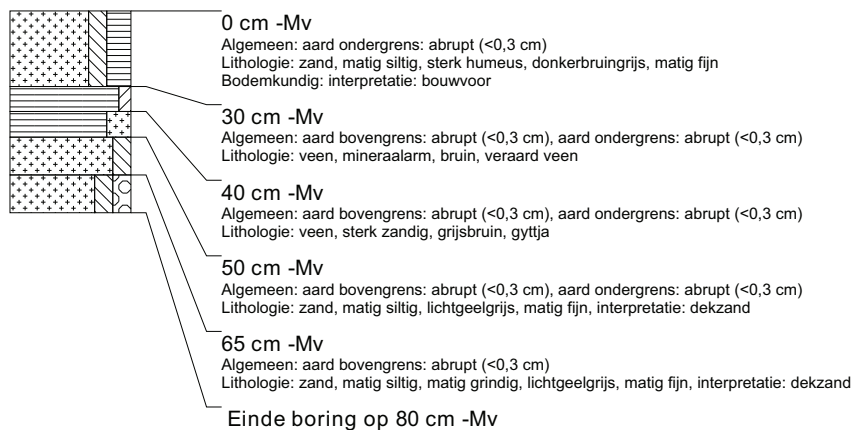 0 cm -Mv
Algemeen: aard ondergrens: abrupt (<0,3 cm)
Lithologie: zand, matig siltig, sterk humeus, donkerbruingrijs, matig fijn
Bodemkundig: interpretatie: bouwvoor
30 cm -Mv
Algemeen: aard bovengrens: abrupt (<0,3 cm), aard ondergrens: abrupt (<0,3 cm)
Lithologie: veen, mineraalarm, bruin, veraard veen
40 cm -Mv
Algemeen: aard bovengrens: abrupt (<0,3 cm), aard ondergrens: abrupt (<0,3 cm)
Lithologie: veen, sterk zandig, grijsbruin, gyttja
50 cm -Mv
Algemeen: aard bovengrens: abrupt (<0,3 cm), aard ondergrens: abrupt (<0,3 cm)
Lithologie: zand, matig siltig, lichtgeelgrijs, matig fijn, interpretatie: dekzand
65 cm -Mv
Algemeen: aard bovengrens: abrupt (<0,3 cm)
Lithologie: zand, matig siltig, matig grindig, lichtgeelgrijs, matig fijn, interpretatie: dekzand
Einde boring op 80 cm -Mv